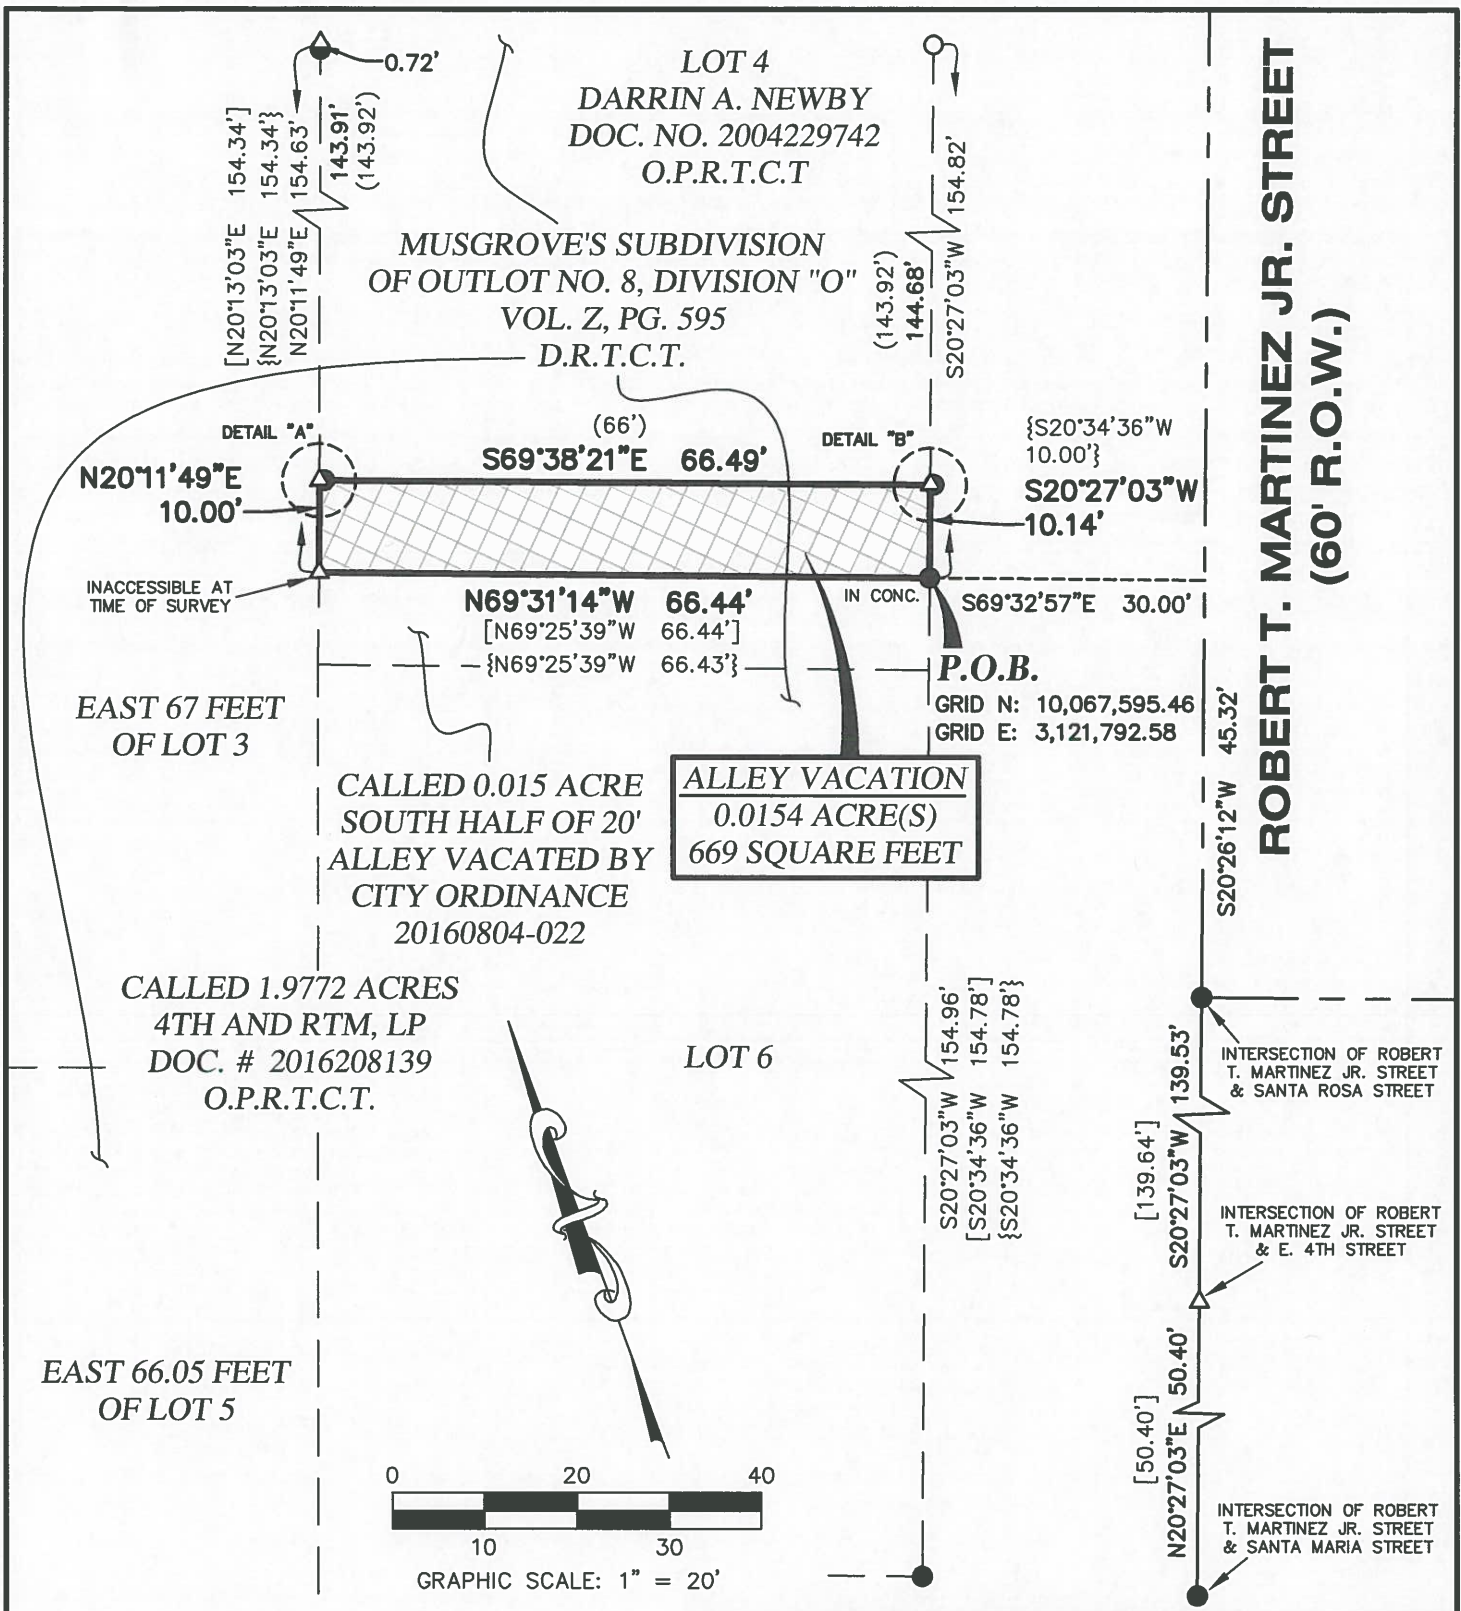 0.72'
[N20°13'03"E 154.34']
{N20°13'03"E 154.34'}
N20°11'49"E 154.63'
143.91'
(143.92')
LOT 4
DARRIN A. NEWBY
DOC. NO. 2004229742
O.P.R.T.C.T
MUSGROVE'S SUBDIVISION
OF OUTLOT NO. 8, DIVISION "O"
VOL. Z, PG. 595
D.R.T.C.T.
(143.92')
144.68'
S20°27'03"W 154.82'
ROBERT T. MARTINEZ JR. STREET
(60' R.O.W.)
DETAIL "A"
N20°11'49"E
10.00'
(66')
S69°38'21"E 66.49'
DETAIL "B"
{S20°34'36"W
10.00'}
S20°27'03"W
10.14'
INACCESSIBLE AT
TIME OF SURVEY
N69°31'14"W 66.44'
[N69°25'39"W 66.44']
{N69°25'39"W 66.43'}
IN CONC.
S69°32'57"E 30.00'
P.O.B.
GRID N: 10,067,595.46
GRID E: 3,121,792.58
EAST 67 FEET
OF LOT 3
S20°26'12"W 45.32'
CALLED 0.015 ACRE
SOUTH HALF OF 20'
ALLEY VACATED BY
CITY ORDINANCE
20160804-022
ALLEY VACATION
0.0154 ACRE(S)
669 SQUARE FEET
CALLED 1.9772 ACRES
4TH AND RTM, LP
DOC. # 2016208139
O.P.R.T.C.T.
LOT 6
S20°27'03"W 154.96'
[S20°34'36"W 154.78']
{S20°34'36"W 154.78'}
INTERSECTION OF ROBERT
T. MARTINEZ JR. STREET
& SANTA ROSA STREET
[139.64']
S20°27'03"W 139.53'
INTERSECTION OF ROBERT
T. MARTINEZ JR. STREET
& E. 4TH STREET
EAST 66.05 FEET
OF LOT 5
[50.40']
N20°27'03"E 50.40'
INTERSECTION OF ROBERT
T. MARTINEZ JR. STREET
& SANTA MARIA STREET
0 20 40
10 30
GRAPHIC SCALE: 1" = 20'